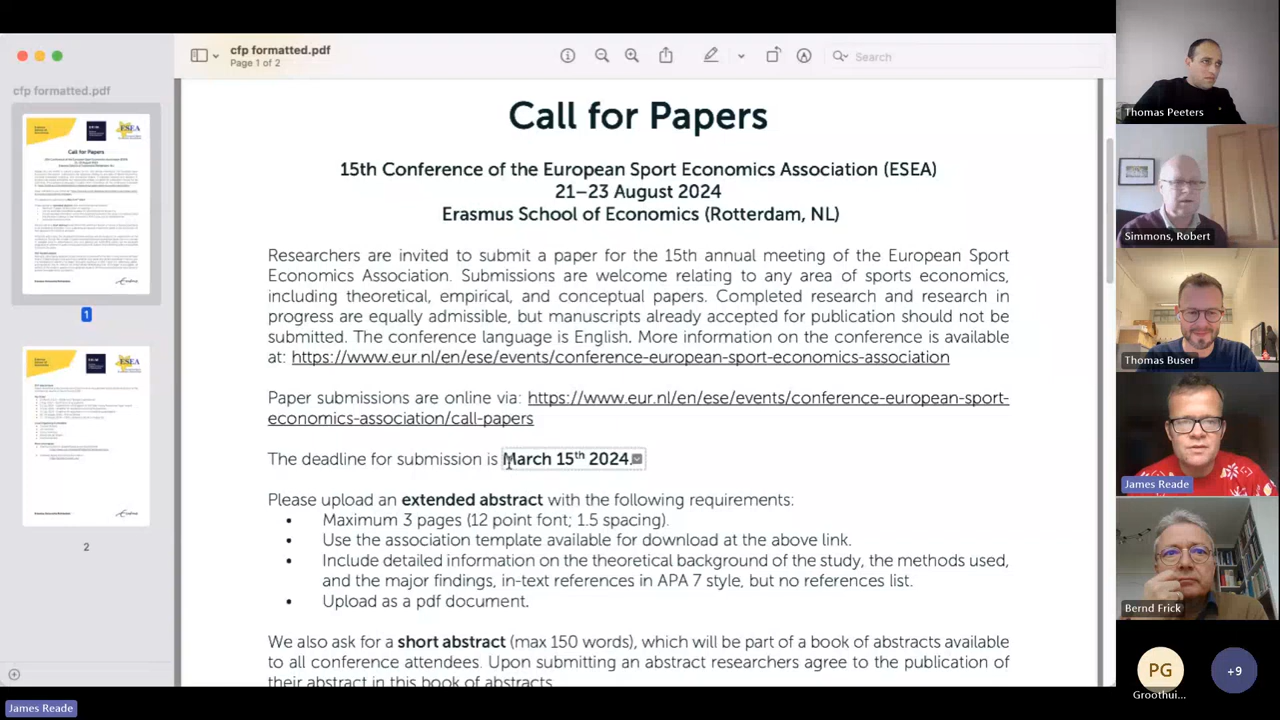 cfp formatted.pdf
Page 1 of 2
Search
cfp formatted.pdf
1
2
Call for Papers
15th Conference of the European Sport Economics Association (ESEA)
21–23 August 2024
Erasmus School of Economics (Rotterdam, NL)
Researchers are invited to submit a paper for the 15th annual meeting of the European Sport
Economics Association. Submissions are welcome relating to any area of sports economics,
including theoretical, empirical, and conceptual papers. Completed research and research in
progress are equally admissible, but manuscripts already accepted for publication should not be
submitted. The conference language is English. More information on the conference is available
at: https://www.eur.nl/en/ese/events/conference-european-sport-economics-association
Paper submissions are online via: https://www.eur.nl/en/ese/events/conference-european-sport-
economics-association/call-papers
The deadline for submission is March 15th 2024.
Please upload an extended abstract with the following requirements:
• Maximum 3 pages (12 point font; 1.5 spacing).
• Use the association template available for download at the above link.
• Include detailed information on the theoretical background of the study, the methods used,
and the major findings, in-text references in APA 7 style, but no references list.
• Upload as a pdf document.
We also ask for a short abstract (max 150 words), which will be part of a book of abstracts available
to all conference attendees. Upon submitting an abstract researchers agree to the publication of
their abstract in this book of abstracts.
Thomas Peeters
Simmons, Robert
Thomas Buser
James Reade
Bernd Frick
PG
Groothui...
+9
James Reade